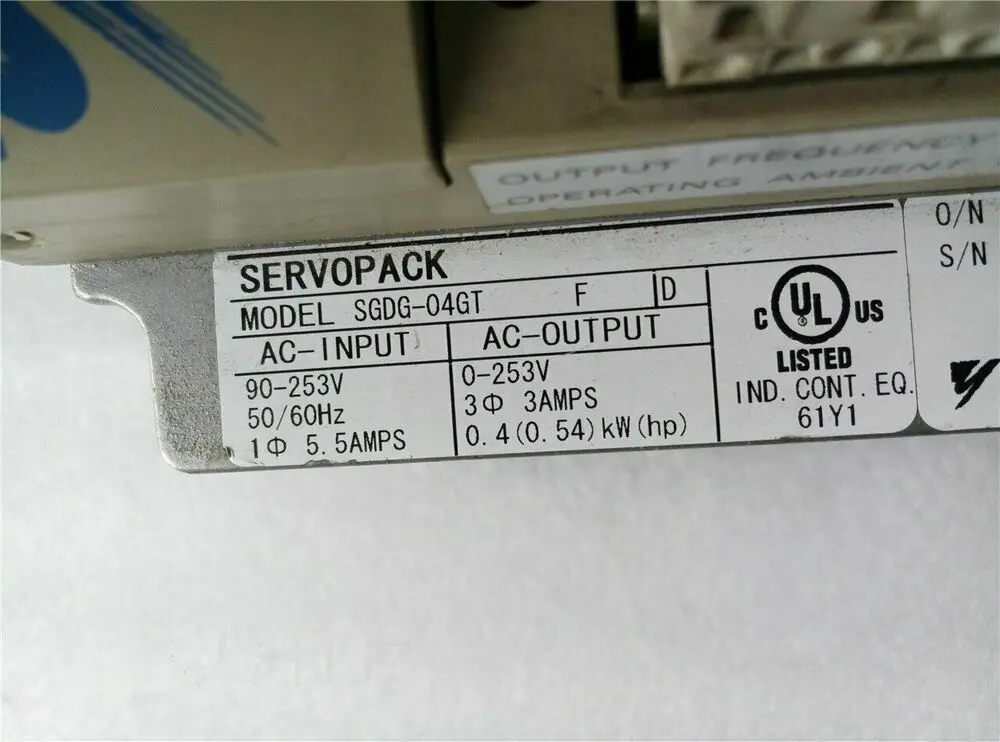 OUTPUT FREQUENCY
OPERATING AMBIENT
SERVOPACK
MODEL SGDG-04GT F D
AC-INPUT AC-OUTPUT
90-253V
50/60Hz
1Φ 5.5AMPS
0-253V
3Φ 3AMPS
0.4(0.54)kW(hp)
C UL US
LISTED
IND. CONT. EQ.
61Y1
O/N
S/N